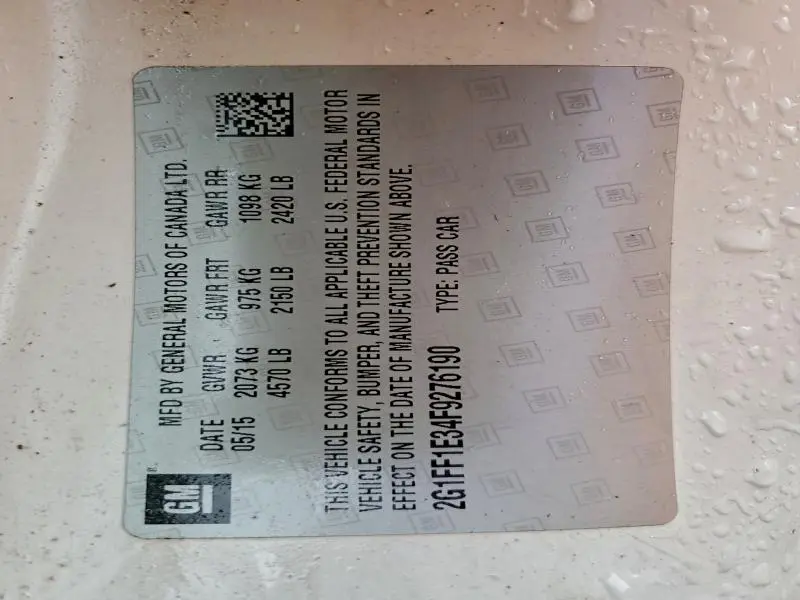 GM
MFD BY GENERAL MOTORS OF CANADA LTD.
DATE GVWR GAWR FRT GAWR RR
05/15 2073 KG 975 KG 1098 KG
4570 LB 2150 LB 2420 LB
THIS VEHICLE CONFORMS TO ALL APPLICABLE U.S. FEDERAL MOTOR
VEHICLE SAFETY, BUMPER, AND THEFT PREVENTION STANDARDS IN
EFFECT ON THE DATE OF MANUFACTURE SHOWN ABOVE.
2G1FF1E34F9276190 TYPE: PASS CAR